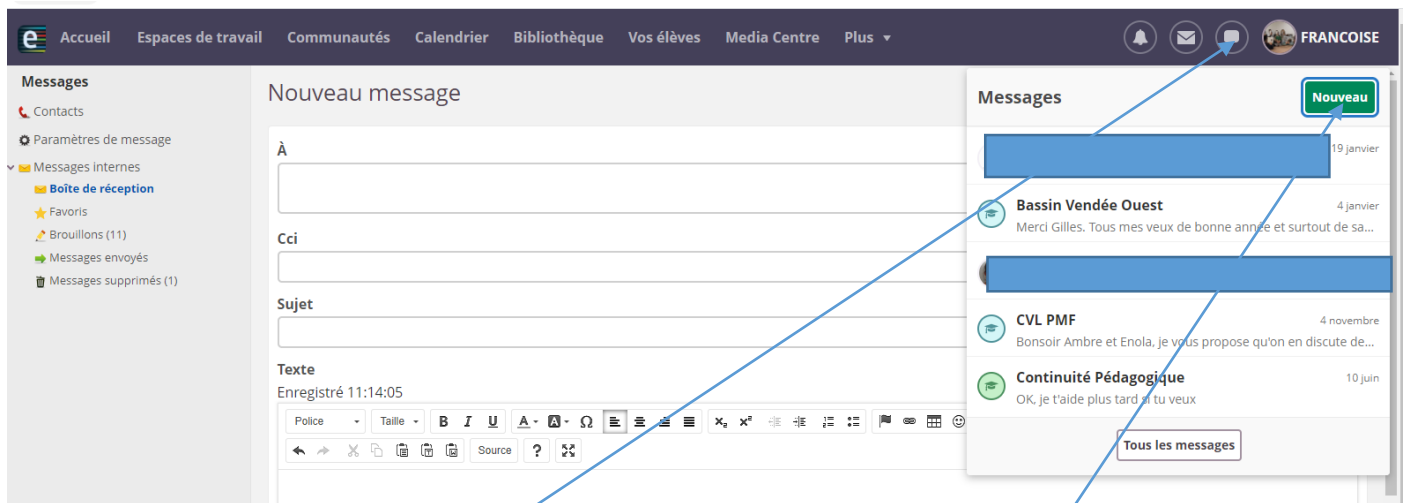 e Accueil Espaces de travail Communautés Calendrier Bibliothèque Vos élèves Media Centre Plus FRANCOISE
Messages
Contacts
Paramètres de message
Messages internes
Boîte de réception
Favoris
Brouillons (11)
Messages envoyés
Messages supprimés (1)
Nouveau message
À
Cci
Sujet
Texte
Enregistré 11:14:05
Police Taille B I U A A Ω x₂ x²
Source ?
Messages Nouveau
19 janvier
Bassin Vendée Ouest 4 janvier
Merci Gilles. Tous mes veux de bonne année et surtout de sa...
CVL PMF 4 novembre
Bonsoir Ambre et Enola, je vous propose qu'on en discute de...
Continuité Pédagogique 10 juin
OK, je t'aide plus tard si tu veux
Tous les messages